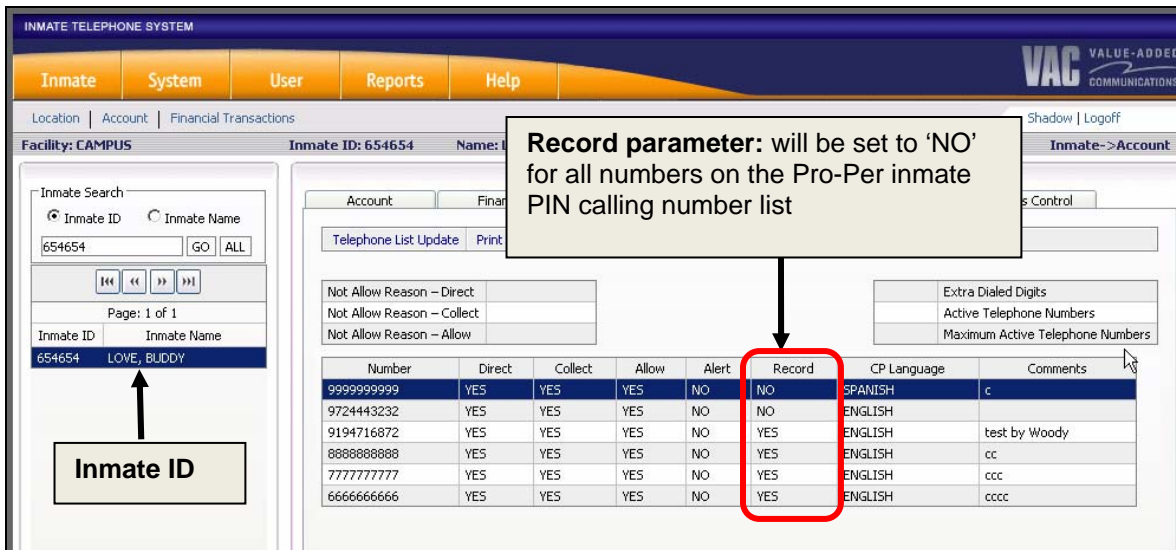 INMATE TELEPHONE SYSTEM
VAC VALUE-ADDED
COMMUNICATIONS
Inmate System User Reports Help
Location | Account | Financial Transactions
Shadow | Logoff
Facility: CAMPUS Inmate ID: 654654 Name: Inmate->Account
Record parameter: will be set to ‘NO’
for all numbers on the Pro-Per inmate
PIN calling number list
Inmate Search
Inmate ID Inmate Name
654654 GO ALL
Page: 1 of 1
Inmate ID Inmate Name
654654 LOVE, BUDDY
Inmate ID
Account Control
Telephone List Update Print
Not Allow Reason – Direct
Not Allow Reason – Collect
Not Allow Reason – Allow
Extra Dialed Digits
Active Telephone Numbers
Maximum Active Telephone Numbers
Number Direct Collect Allow Alert Record CP Language Comments
9999999999 YES YES YES NO NO SPANISH c
9724443232 YES YES YES NO NO ENGLISH
9194716872 YES YES YES NO YES ENGLISH test by Woody
8888888888 YES YES YES NO YES ENGLISH cc
7777777777 YES YES YES NO YES ENGLISH ccc
6666666666 YES YES YES NO YES ENGLISH cccc